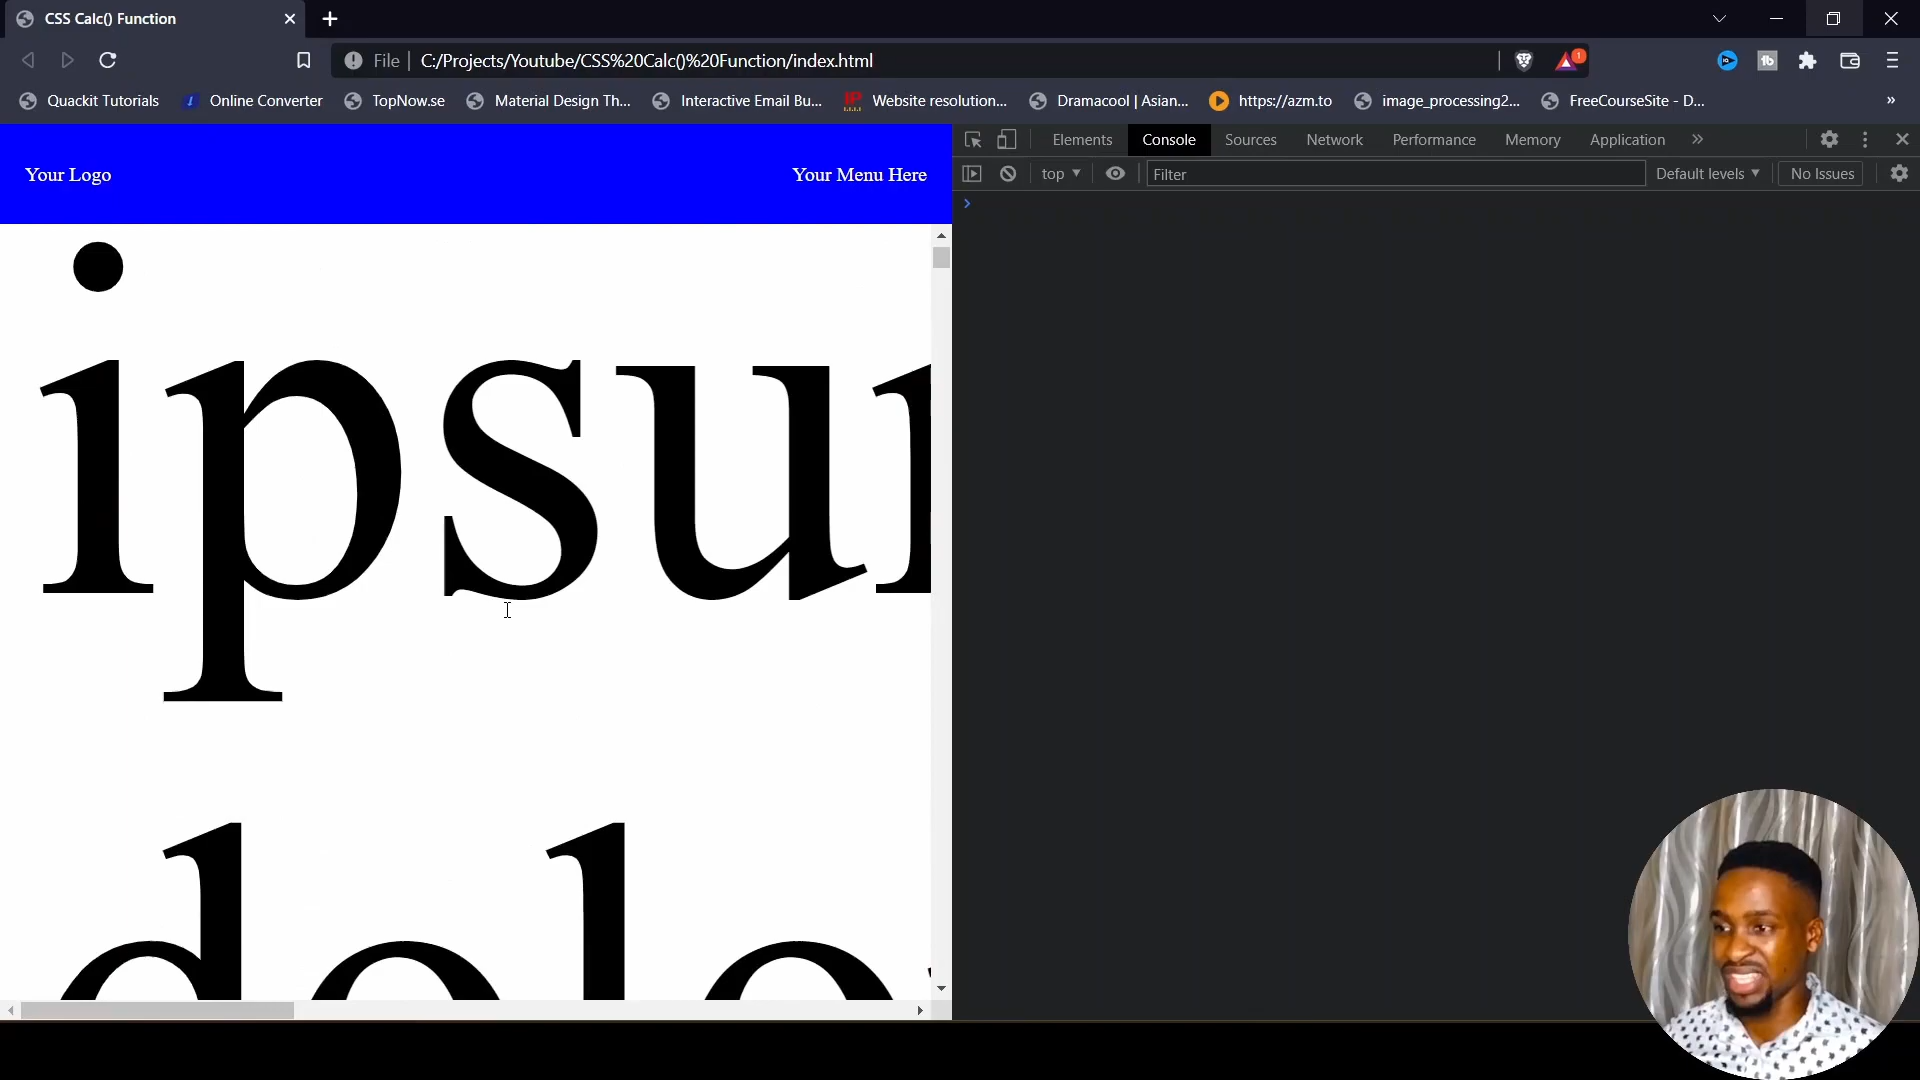 CSS Calc() Function
File
C:/Projects/Youtube/CSS%20Calc()%20Function/index.html
1
Quackit Tutorials
Online Converter
TopNow.se
Material Design Th...
Interactive Email Bu...
Website resolution...
Dramacool | Asian...
https://azm.to
image_processing2...
FreeCourseSite - D...
Your Logo
Your Menu Here
Elements
Console
Sources
Network
Performance
Memory
Application
top
Filter
Default levels
No Issues
ipsu
dolo